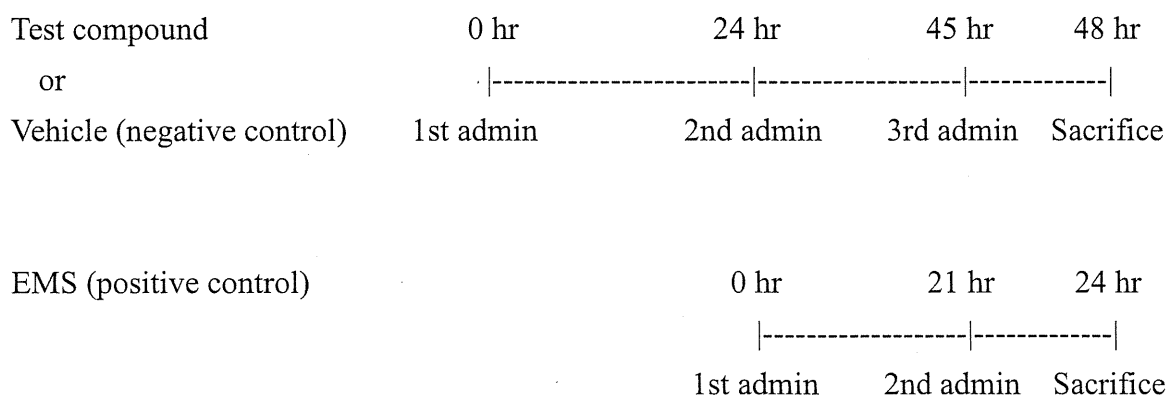 Test compound 0 hr 24 hr 45 hr 48 hr
or |-----------------------|------------------|------------|
Vehicle (negative control) 1st admin 2nd admin 3rd admin Sacrifice
EMS (positive control) 0 hr 21 hr 24 hr
|------------------|------------|
1st admin 2nd admin Sacrifice